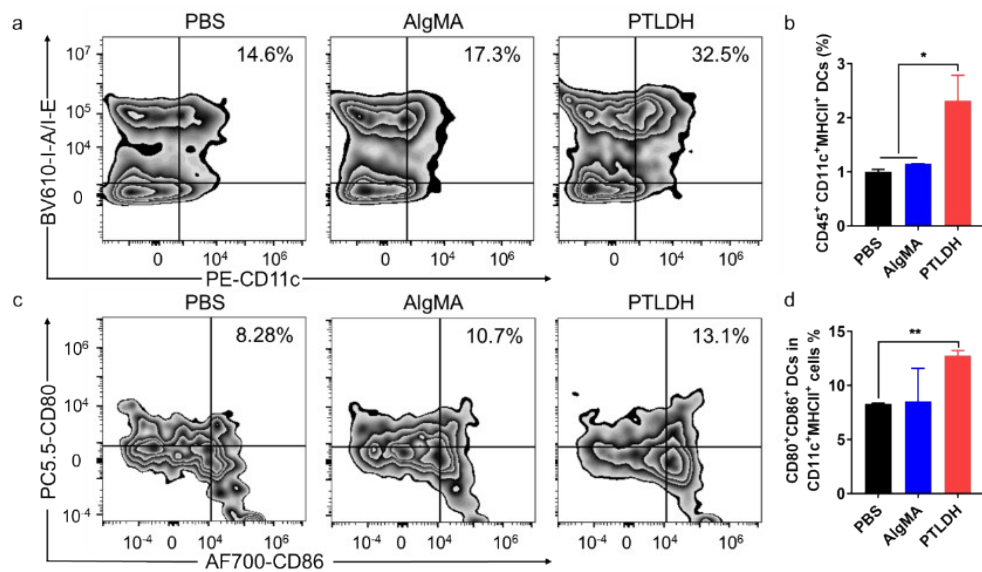 a
PBS
AlgMA
PTLDH
14.6%
17.3%
32.5%
BV610-I-A/I-E
10⁷
10⁵
10⁴
0
0 10⁴ 10⁶
0 10⁴ 10⁶
0 10⁴ 10⁶
PE-CD11c
b
CD45⁺ CD11c⁺MHCII⁺ DCs (%)
3
2
1
0
*
PBS
AlgMA
PTLDH
c
PBS
AlgMA
PTLDH
8.28%
10.7%
13.1%
PC5.5-CD80
10⁶
10⁴
0
10⁻⁴
10⁻⁴ 0 10⁴ 10⁶
10⁻⁴ 0 10⁴ 10⁶
10⁻⁴ 0 10⁴ 10⁶
AF700-CD86
d
CD80⁺CD86⁺ DCs in
CD11c⁺MHCII⁺ cells %
15
10
5
0
**
PBS
AlgMA
PTLDH